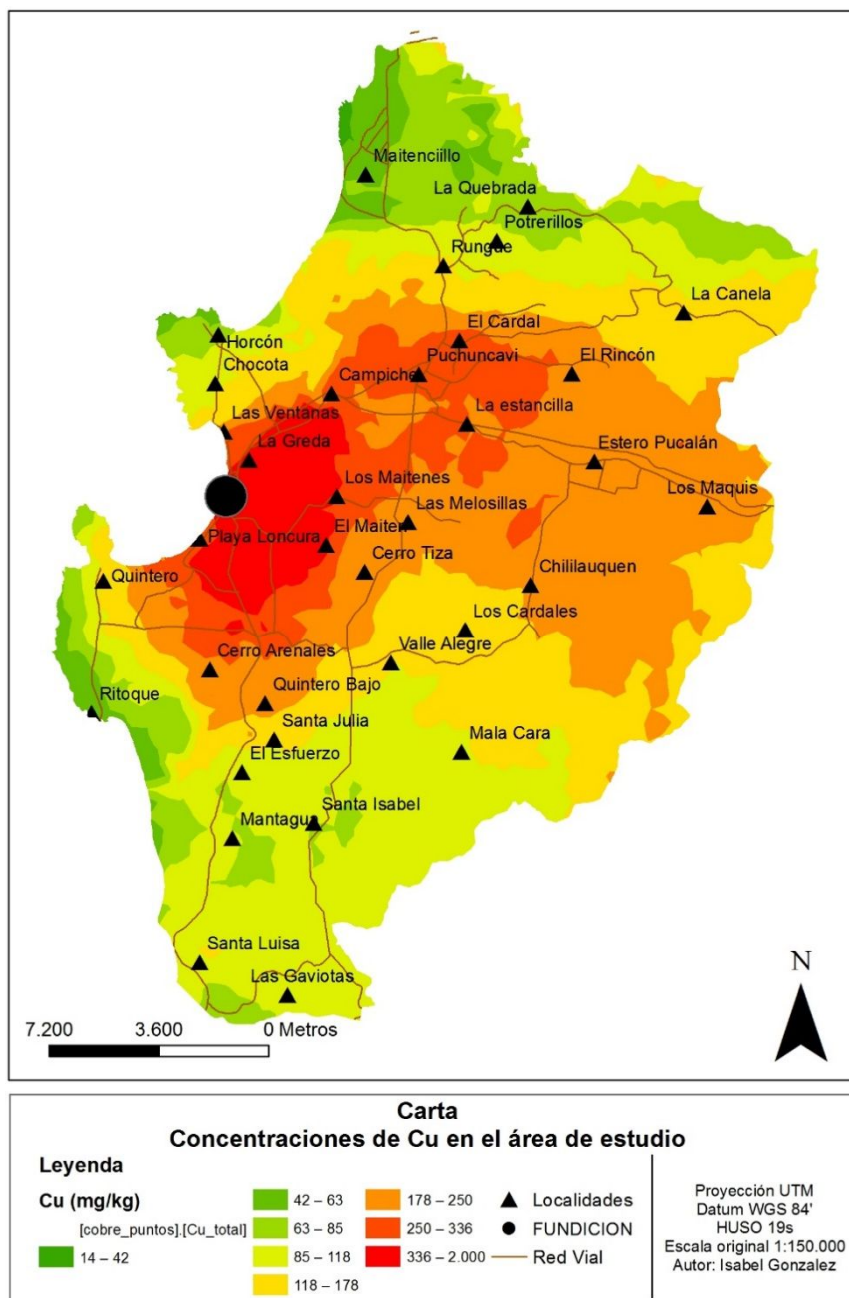 Maitenciillo
La Quebrada
Potrerillos
Rungue
La Canela
El Cardal
Horcón
Puchuncavi
El Rincón
Chocota
Campiche
Las Ventanas
La estancilla
La Greda
Estero Pucalán
Los Maitenes
Los Maquis
Las Melosillas
Playa Loncura
El Maiten
Cerro Tiza
Quintero
Chililauquen
Los Cardales
Cerro Arenales
Valle Alegre
Ritoque
Quintero Bajo
Santa Julia
Mala Cara
El Esfuerzo
Mantagua
Santa Isabel
Santa Luisa
Las Gaviotas
N
7.200 3.600 0 Metros
Carta
Concentraciones de Cu en el área de estudio
Leyenda
Cu (mg/kg)
[cobre_puntos].[Cu_total]
14 – 42
42 – 63
63 – 85
85 – 118
118 – 178
178 – 250
250 – 336
336 – 2.000
Localidades
FUNDICION
Red Vial
Proyección UTM
Datum WGS 84'
HUSO 19s
Escala original 1:150.000
Autor: Isabel Gonzalez